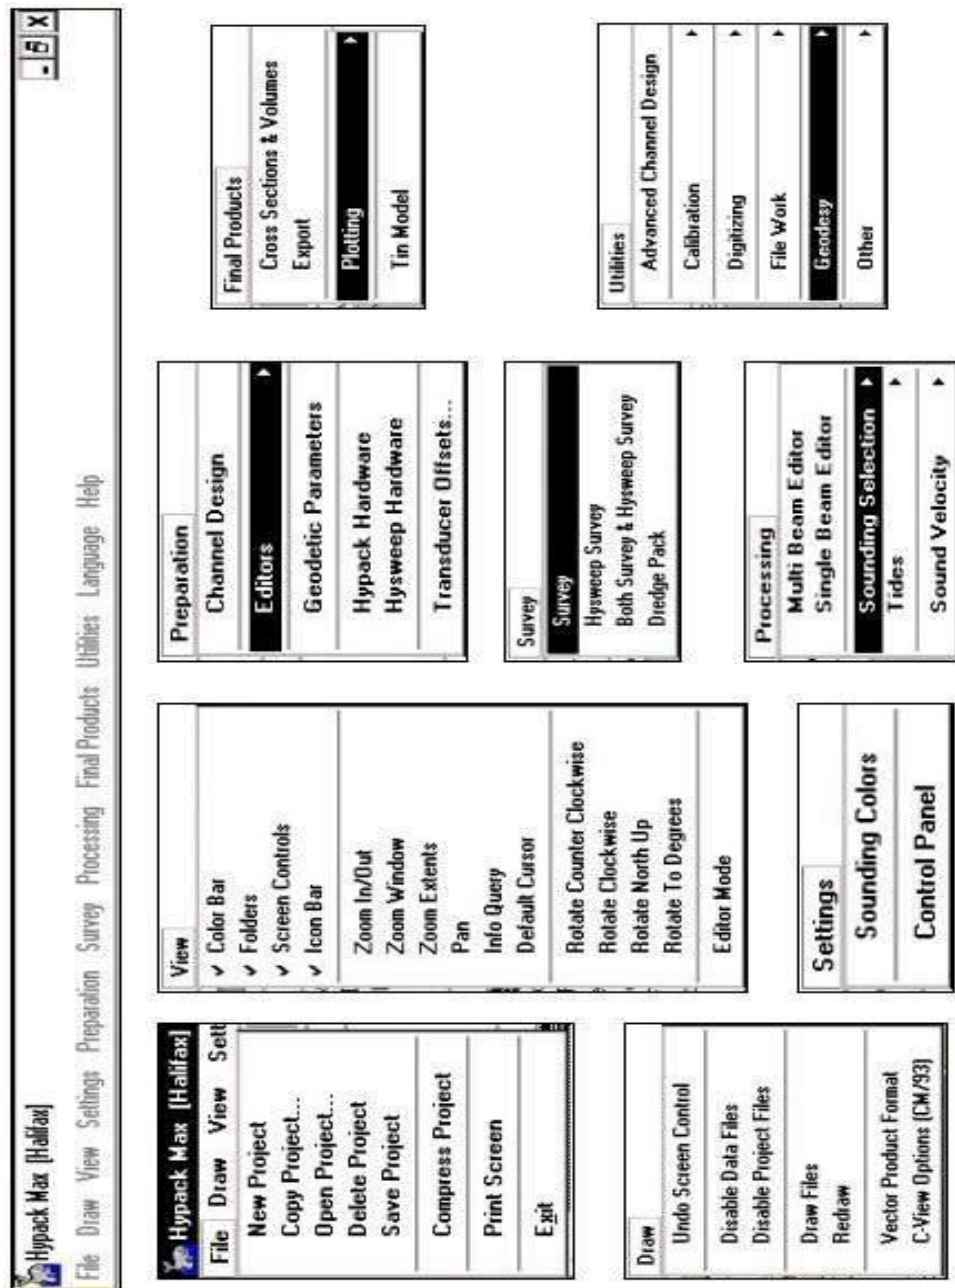 Hypack Max [Halifax]
File Draw View Settings Preparation Survey Processing Final Products Utilities Language Help
Hypack Max [Halifax]
File Draw View Sett
New Project
Copy Project...
Open Project...
Delete Project
Save Project
Compress Project
Print Screen
Exit
View
✓ Color Bar
✓ Folders
✓ Screen Controls
✓ Icon Bar
Zoom In/Out
Zoom Window
Zoom Extents
Pan
Info Query
Default Cursor
Rotate Counter Clockwise
Rotate Clockwise
Rotate North Up
Rotate To Degrees
Editor Mode
Preparation
Channel Design
Editors
Geodetic Parameters
Hypack Hardware
Hysweep Hardware
Transducer Offsets...
Final Products
Cross Sections & Volumes
Export
Plotting
Tin Model
Survey
Survey
Hysweep Survey
Both Survey & Hysweep Survey
Dredge Pack
Draw
Undo Screen Control
Disable Data Files
Disable Project Files
Draw Files
Redraw
Vector Product Format
C-View Options (CM/93)
Settings
Sounding Colors
Control Panel
Processing
Multi Beam Editor
Single Beam Editor
Sounding Selection
Tides
Sound Velocity
Utilities
Advanced Channel Design
Calibration
Digitizing
File Work
Geodesy
Other